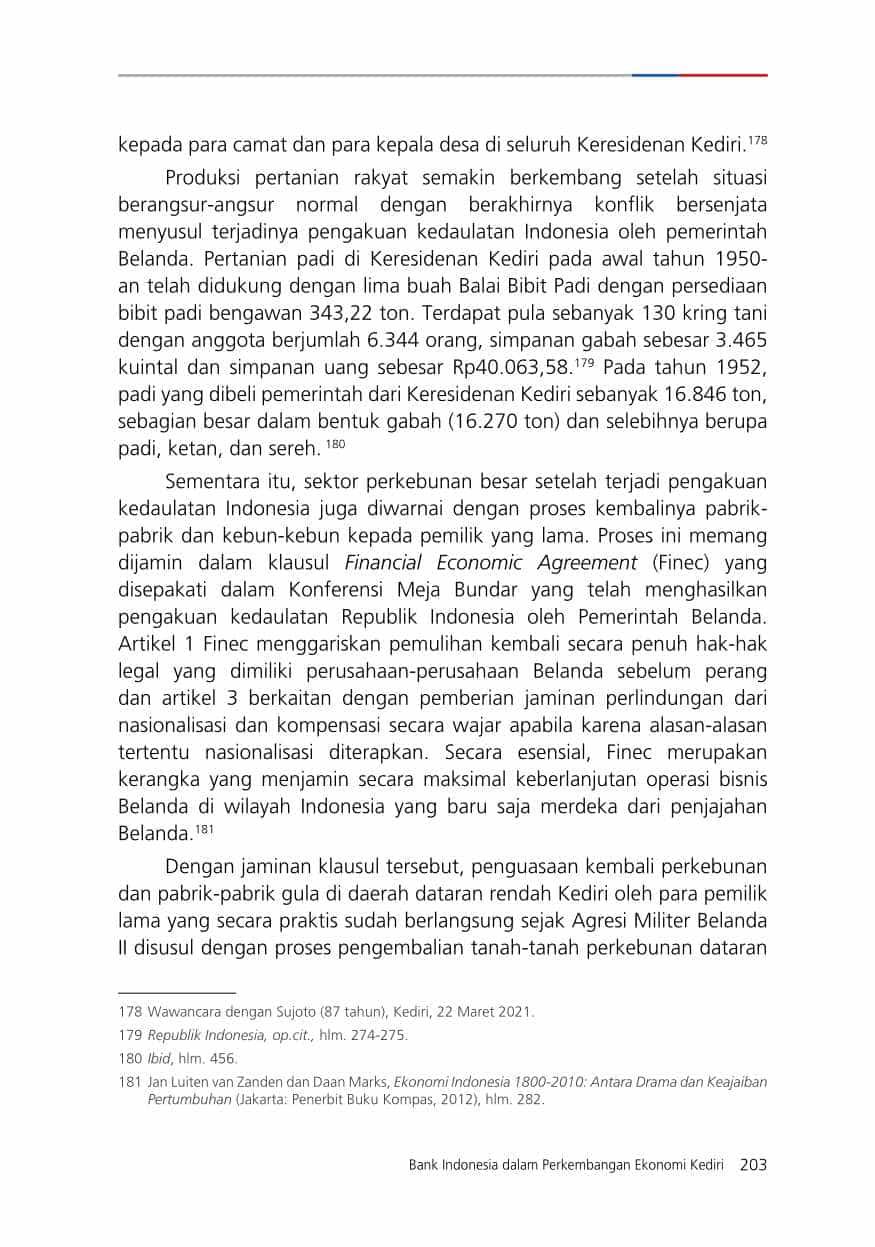 kepada para camat dan para kepala desa di seluruh Keresidenan Kediri.178
Produksi pertanian rakyat semakin berkembang setelah situasi
berangsur-angsur normal dengan berakhirnya konflik bersenjata
menyusul terjadinya pengakuan kedaulatan Indonesia oleh pemerintah
Belanda. Pertanian padi di Keresidenan Kediri pada awal tahun 1950-
an telah didukung dengan lima buah Balai Bibit Padi dengan persediaan
bibit padi bengawan 343,22 ton. Terdapat pula sebanyak 130 kring tani
dengan anggota berjumlah 6.344 orang, simpanan gabah sebesar 3.465
kuintal dan simpanan uang sebesar Rp40.063,58.179 Pada tahun 1952,
padi yang dibeli pemerintah dari Keresidenan Kediri sebanyak 16.846 ton,
sebagian besar dalam bentuk gabah (16.270 ton) dan selebihnya berupa
padi, ketan, dan sereh. 180
Sementara itu, sektor perkebunan besar setelah terjadi pengakuan
kedaulatan Indonesia juga diwarnai dengan proses kembalinya pabrik-
pabrik dan kebun-kebun kepada pemilik yang lama. Proses ini memang
dijamin dalam klausul Financial Economic Agreement (Finec) yang
disepakati dalam Konferensi Meja Bundar yang telah menghasilkan
pengakuan kedaulatan Republik Indonesia oleh Pemerintah Belanda.
Artikel 1 Finec menggariskan pemulihan kembali secara penuh hak-hak
legal yang dimiliki perusahaan-perusahaan Belanda sebelum perang
dan artikel 3 berkaitan dengan pemberian jaminan perlindungan dari
nasionalisasi dan kompensasi secara wajar apabila karena alasan-alasan
tertentu nasionalisasi diterapkan. Secara esensial, Finec merupakan
kerangka yang menjamin secara maksimal keberlanjutan operasi bisnis
Belanda di wilayah Indonesia yang baru saja merdeka dari penjajahan
Belanda.181
Dengan jaminan klausul tersebut, penguasaan kembali perkebunan
dan pabrik-pabrik gula di daerah dataran rendah Kediri oleh para pemilik
lama yang secara praktis sudah berlangsung sejak Agresi Militer Belanda
II disusul dengan proses pengembalian tanah-tanah perkebunan dataran
178 Wawancara dengan Sujoto (87 tahun), Kediri, 22 Maret 2021.
179 Republik Indonesia, op.cit., hlm. 274-275.
180 Ibid, hlm. 456.
181 Jan Luiten van Zanden dan Daan Marks, Ekonomi Indonesia 1800-2010: Antara Drama dan Keajaiban
Pertumbuhan (Jakarta: Penerbit Buku Kompas, 2012), hlm. 282.
Bank Indonesia dalam Perkembangan Ekonomi Kediri 203